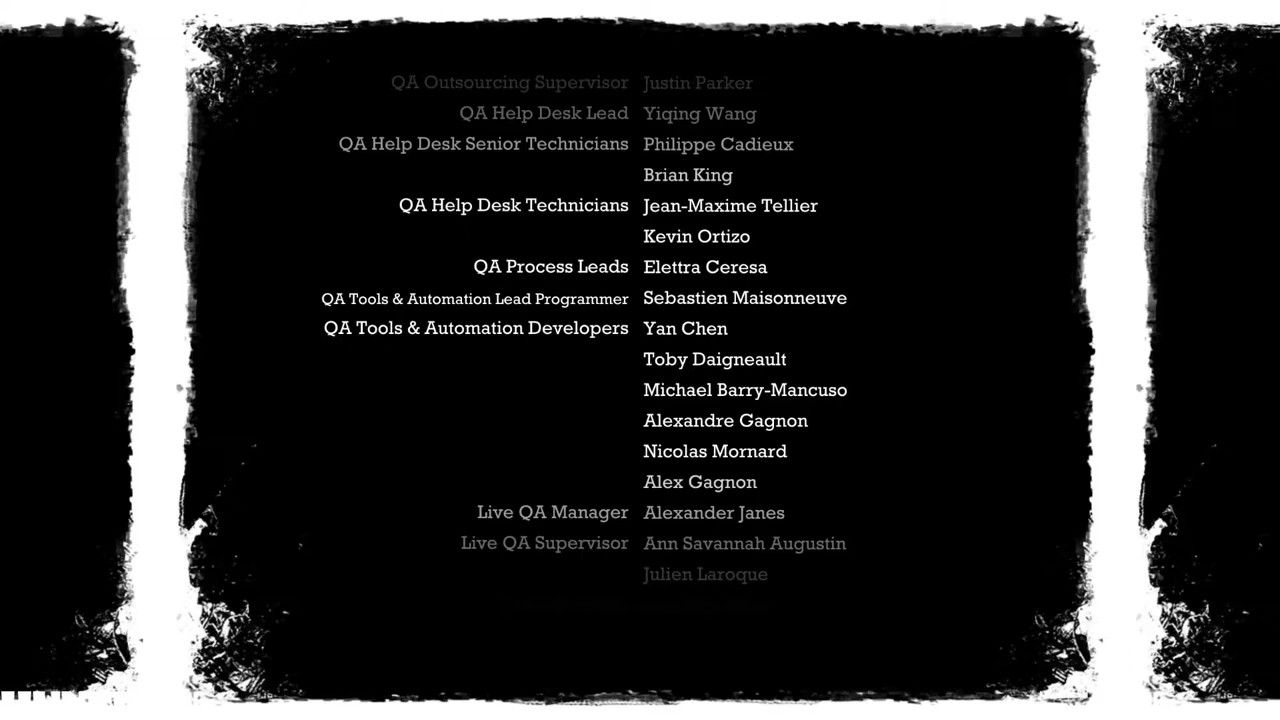 QA Outsourcing Supervisor Justin Parker
QA Help Desk Lead Yiqing Wang
QA Help Desk Senior Technicians Philippe Cadieux
Brian King
QA Help Desk Technicians Jean-Maxime Tellier
Kevin Ortizo
QA Process Leads Elettra Ceresa
QA Tools & Automation Lead Programmer Sebastien Maisonneuve
QA Tools & Automation Developers Yan Chen
Toby Daigneault
Michael Barry-Mancuso
Alexandre Gagnon
Nicolas Mornard
Alex Gagnon
Live QA Manager Alexander Janes
Live QA Supervisor Ann Savannah Augustin
Julien Laroque